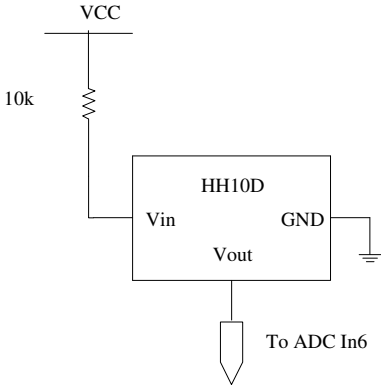 VCC
10k
HH10D
Vin
GND
Vout
To ADC In6